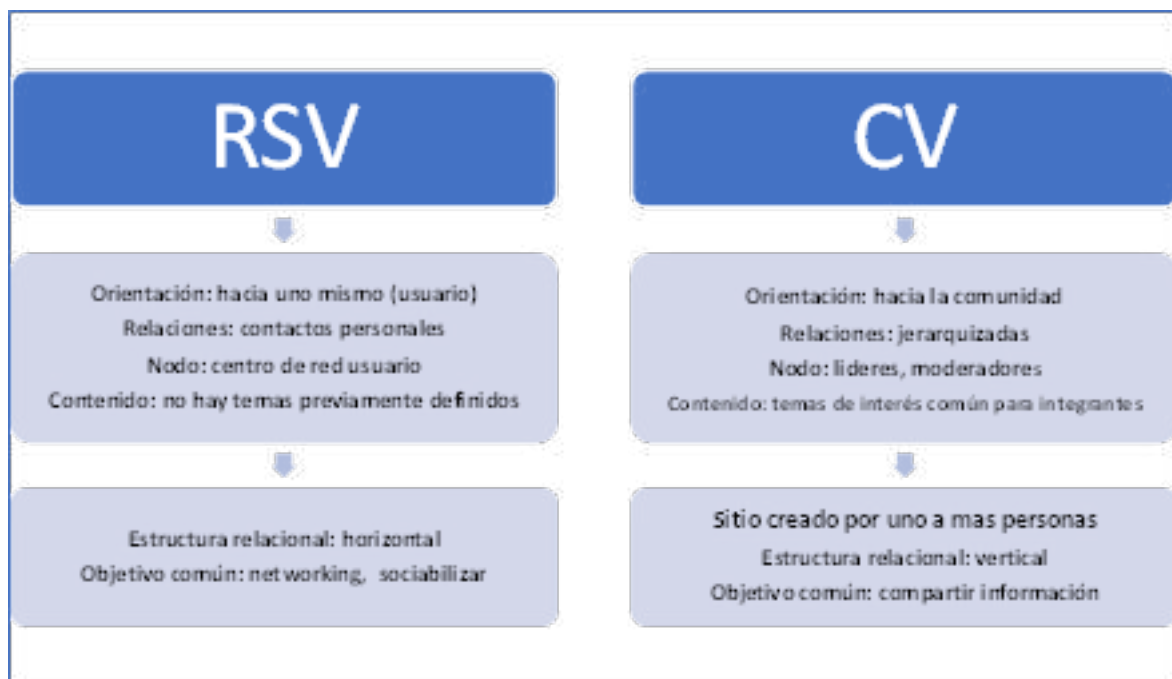 RSV
Orientación: hacia uno mismo (usuario)
Relaciones: contactos personales
Nodo: centro de red usuario
Contenido: no hay temas previamente definidos
Estructura relacional: horizontal
Objetivo común: networking, sociabilizar
CV
Orientación: hacia la comunidad
Relaciones: jerarquizadas
Nodo: lideres, moderadores
Contenido: temas de interés común para integrantes
Sitio creado por uno a mas personas
Estructura relacional: vertical
Objetivo común: compartir información